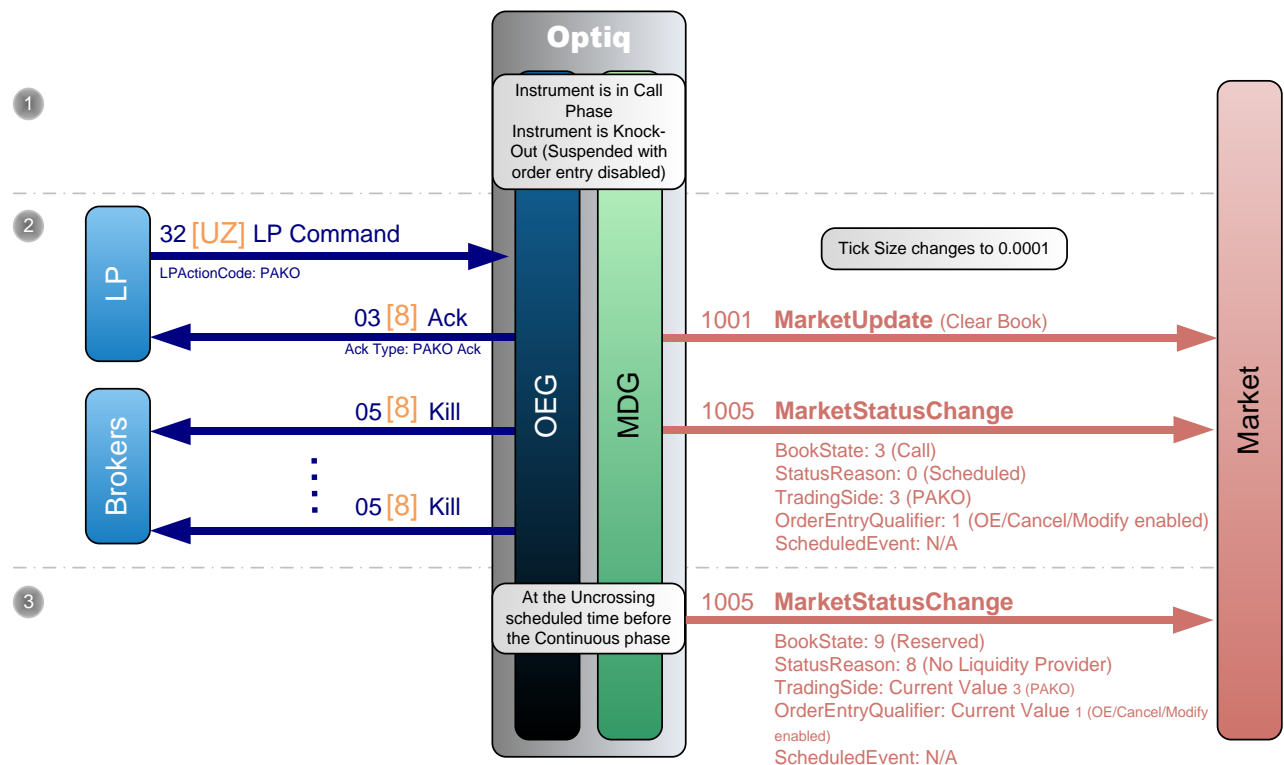 Optiq
1
Instrument is in Call
Phase
Instrument is Knock-
Out (Suspended with
order entry disabled)
2
LP
32 [UZ] LP Command
LPActionCode: PAKO
Tick Size changes to 0.0001
03 [8] Ack
Ack Type: PAKO Ack
1001 MarketUpdate (Clear Book)
OEG
MDG
Market
Brokers
05 [8] Kill
05 [8] Kill
1005 MarketStatusChange
BookState: 3 (Call)
StatusReason: 0 (Scheduled)
TradingSide: 3 (PAKO)
OrderEntryQualifier: 1 (OE/Cancel/Modify enabled)
ScheduledEvent: N/A
3
At the Uncrossing
scheduled time before
the Continuous phase
1005 MarketStatusChange
BookState: 9 (Reserved)
StatusReason: 8 (No Liquidity Provider)
TradingSide: Current Value 3 (PAKO)
OrderEntryQualifier: Current Value 1 (OE/Cancel/Modify
enabled)
ScheduledEvent: N/A